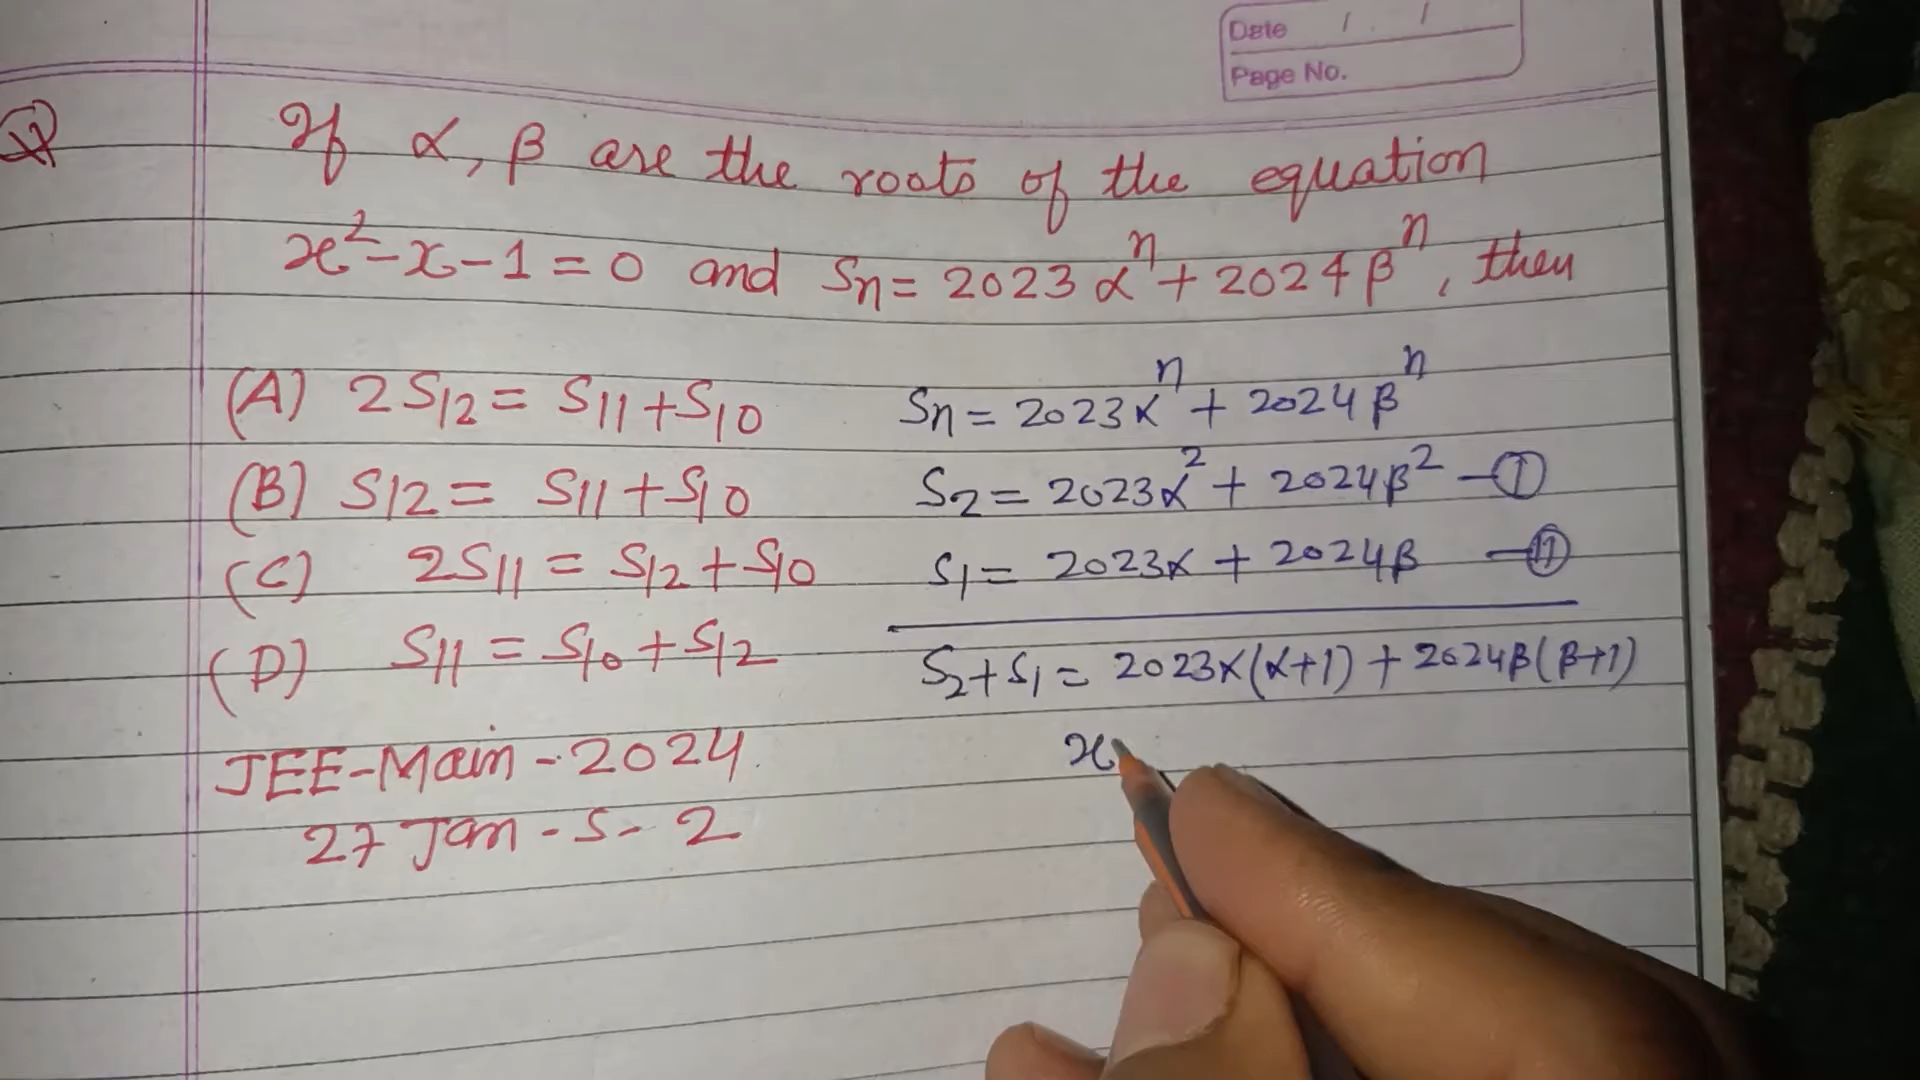 Date / . /
Page No.
Q
If α, β are the roots of the equation
x² - x - 1 = 0 and Sn = 2023 αⁿ + 2024 βⁿ, then
(A) 2S12 = S11 + S10
(B) S12 = S11 + S10
(C) 2S11 = S12 + S10
(D) S11 = S10 + S12
JEE-Main - 2024
27 Jan - S - 2
Sn = 2023αⁿ + 2024βⁿ
S2 = 2023α² + 2024β² - Ⓘ
S1 = 2023α + 2024β - Ⓘ Ⓘ
S2 + S1 = 2023α(α+1) + 2024β(β+1)
x